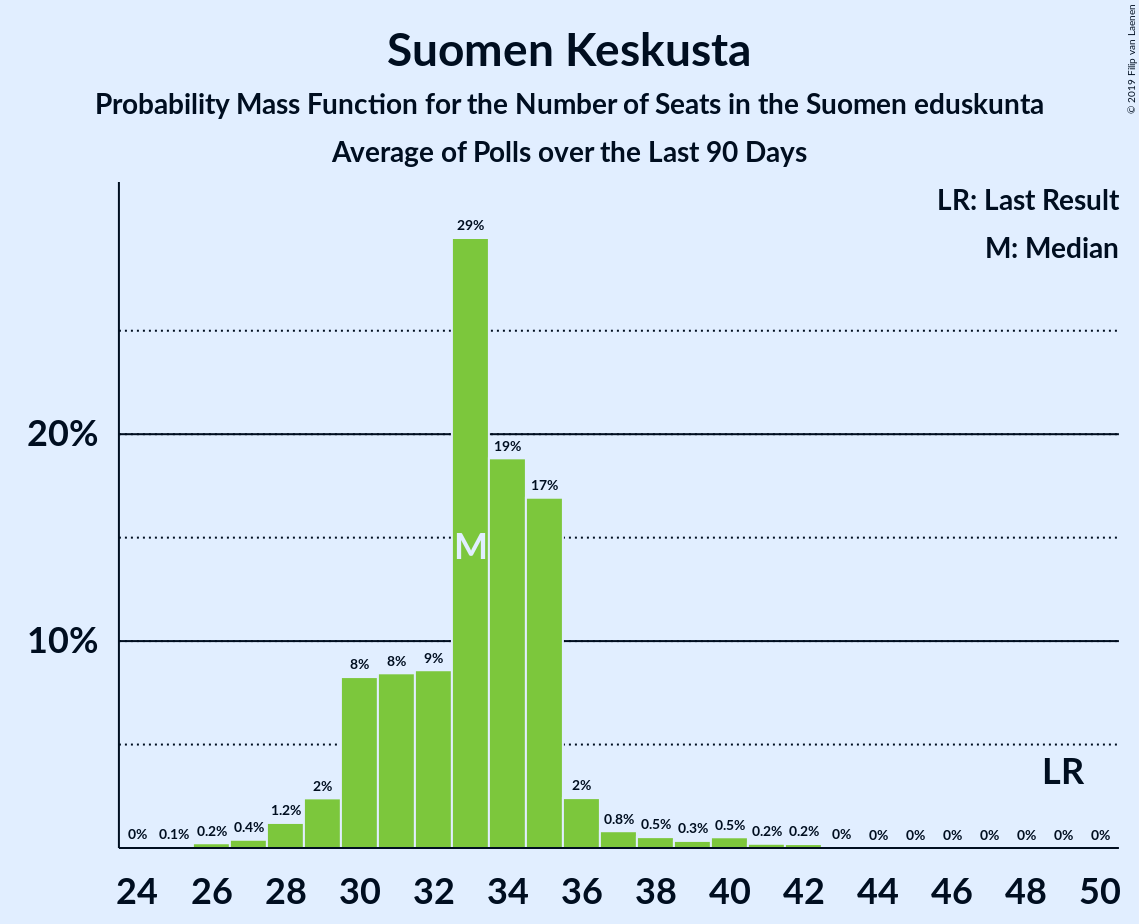 Suomen Keskusta
Probability Mass Function for the Number of Seats in the Suomen eduskunta
Average of Polls over the Last 90 Days
© 2019 Filip van Laenen
LR: Last Result
M: Median
20%
10%
0% 0.1% 0.2% 0.4% 1.2% 2% 8% 8% 9% 29% 19% 17% 2% 0.8% 0.5% 0.3% 0.5% 0.2% 0.2% 0% 0% 0% 0% 0% 0% 0% 0%
M
LR
24 26 28 30 32 34 36 38 40 42 44 46 48 50